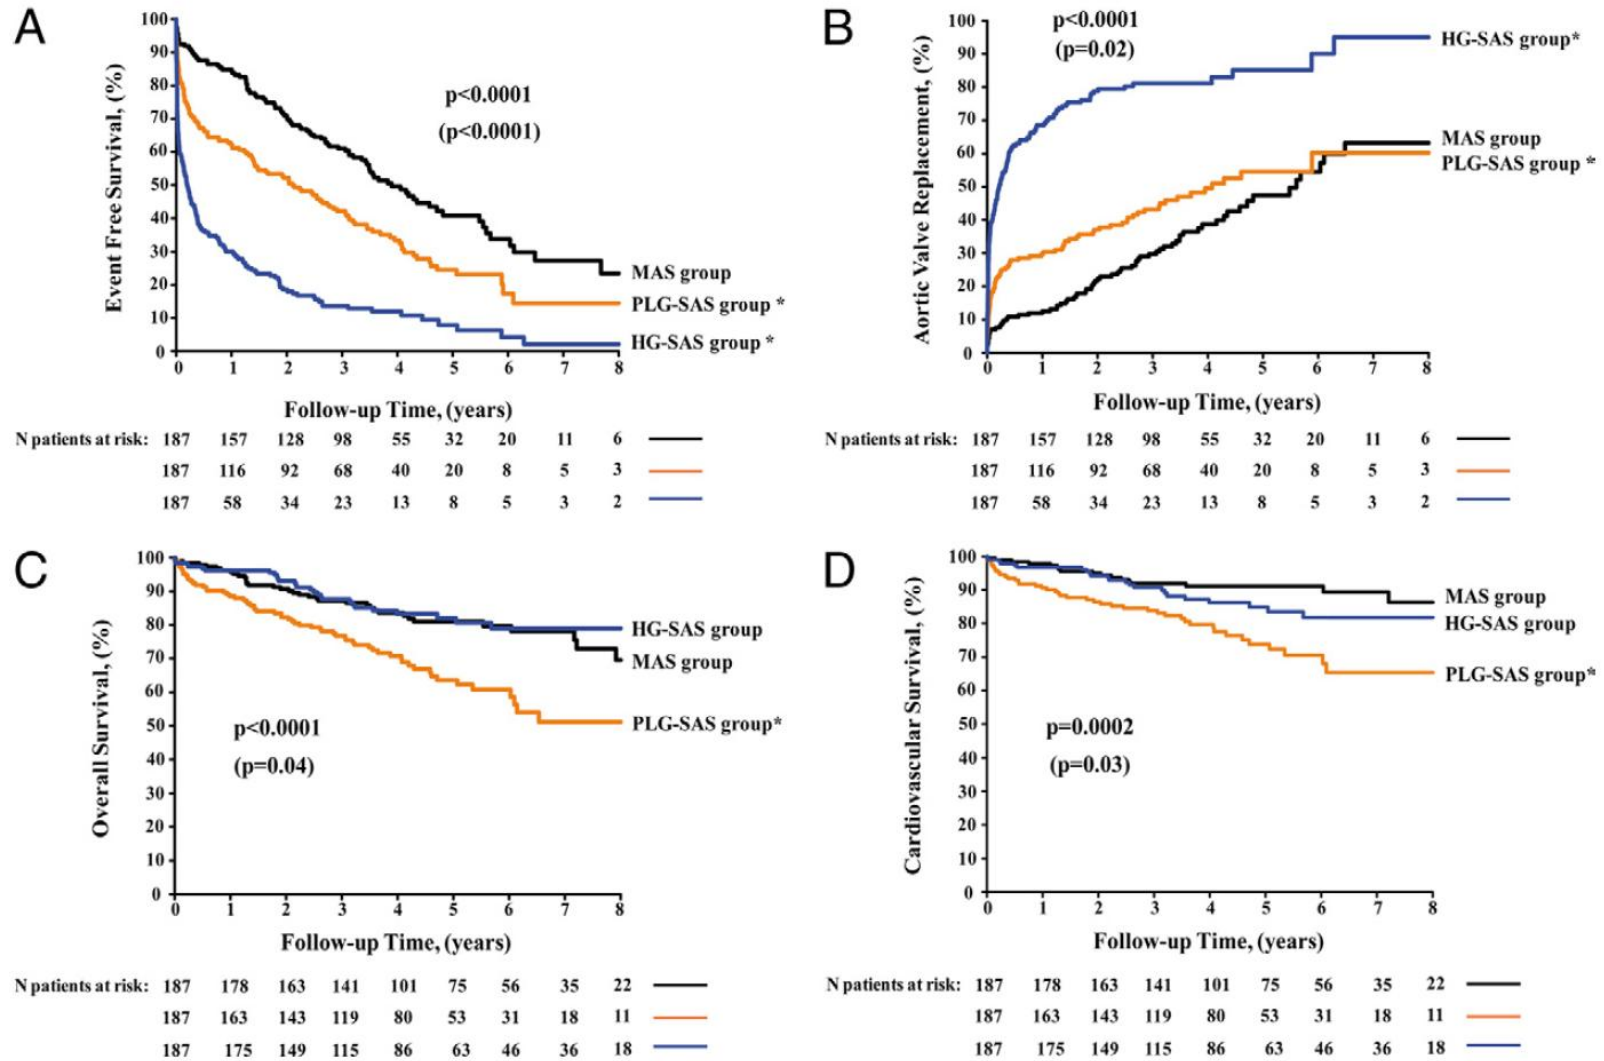 A
Event Free Survival, (%)
100
90
80
70
60
50
40
30
20
10
0
p<0.0001
(p<0.0001)
MAS group
PLG-SAS group *
HG-SAS group *
0 1 2 3 4 5 6 7 8
Follow-up Time, (years)
N patients at risk: 187 157 128 98 55 32 20 11 6
187 116 92 68 40 20 8 5 3
187 58 34 23 13 8 5 3 2
B
Aortic Valve Replacement, (%)
100
90
80
70
60
50
40
30
20
10
0
p<0.0001
(p=0.02)
HG-SAS group*
MAS group
PLG-SAS group *
0 1 2 3 4 5 6 7 8
Follow-up Time, (years)
N patients at risk: 187 157 128 98 55 32 20 11 6
187 116 92 68 40 20 8 5 3
187 58 34 23 13 8 5 3 2
C
Overall Survival, (%)
100
90
80
70
60
50
40
30
20
10
0
HG-SAS group
MAS group
PLG-SAS group*
p<0.0001
(p=0.04)
0 1 2 3 4 5 6 7 8
Follow-up Time, (years)
N patients at risk: 187 178 163 141 101 75 56 35 22
187 163 143 119 80 53 31 18 11
187 175 149 115 86 63 46 36 18
D
Cardiovascular Survival, (%)
100
90
80
70
60
50
40
30
20
10
0
MAS group
HG-SAS group
PLG-SAS group*
p=0.0002
(p=0.03)
0 1 2 3 4 5 6 7 8
Follow-up Time, (years)
N patients at risk: 187 178 163 141 101 75 56 35 22
187 163 143 119 80 53 31 18 11
187 175 149 115 86 63 46 36 18